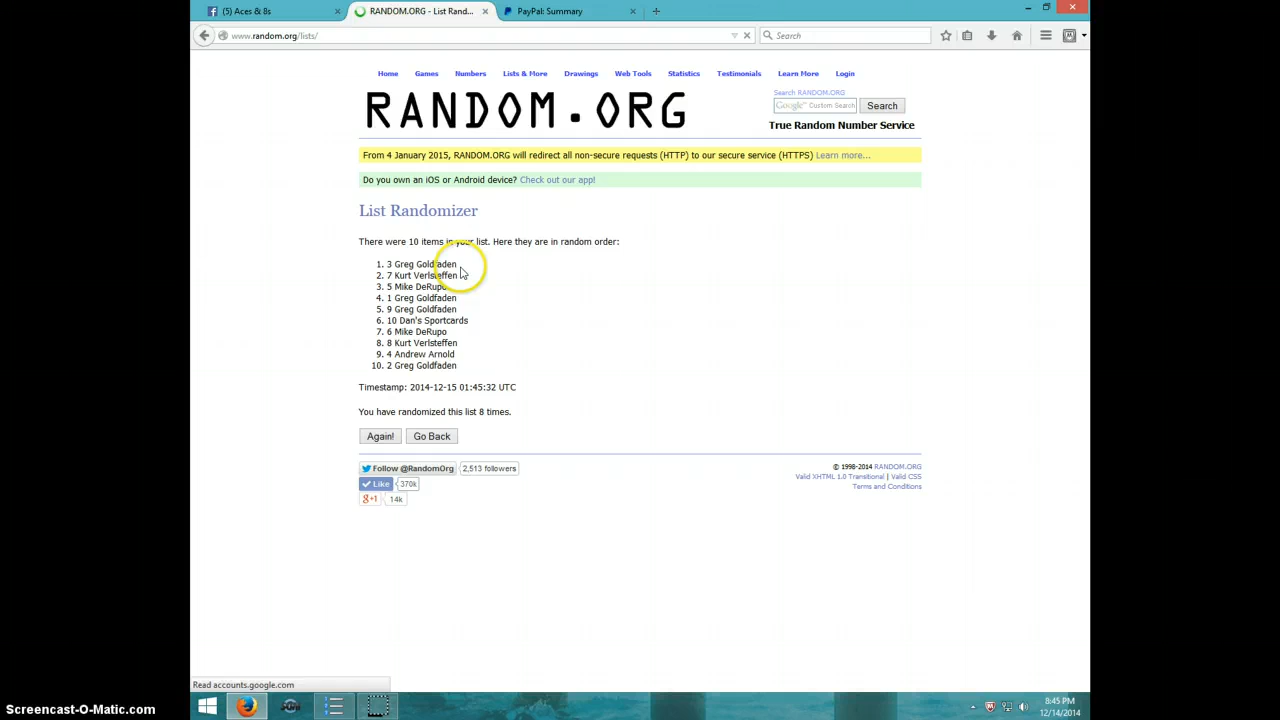 (5) Aces & 8s
RANDOM.ORG - List Rand...
PayPal: Summary
www.random.org/lists/
Search
Home Games Numbers Lists & More Drawings Web Tools Statistics Testimonials Learn More Login
RANDOM.ORG
Search RANDOM.ORG
Google™ Custom Search Search
True Random Number Service
From 4 January 2015, RANDOM.ORG will redirect all non-secure requests (HTTP) to our secure service (HTTPS) Learn more...
Do you own an iOS or Android device? Check out our app!
List Randomizer
There were 10 items in your list. Here they are in random order:
1. 3 Greg Goldfaden
2. 7 Kurt Verlsteffen
3. 5 Mike DeRupo
4. 1 Greg Goldfaden
5. 9 Greg Goldfaden
6. 10 Dan's Sportcards
7. 6 Mike DeRupo
8. 8 Kurt Verlsteffen
9. 4 Andrew Arnold
10. 2 Greg Goldfaden
Timestamp: 2014-12-15 01:45:32 UTC
You have randomized this list 8 times.
Again! Go Back
Follow @RandomOrg 2,513 followers
Like 370k
g+1 14k
© 1998-2014 RANDOM.ORG
Valid XHTML 1.0 Transitional | Valid CSS
Terms and Conditions
Read accounts.google.com
8:45 PM
12/14/2014
Screencast-O-Matic.com